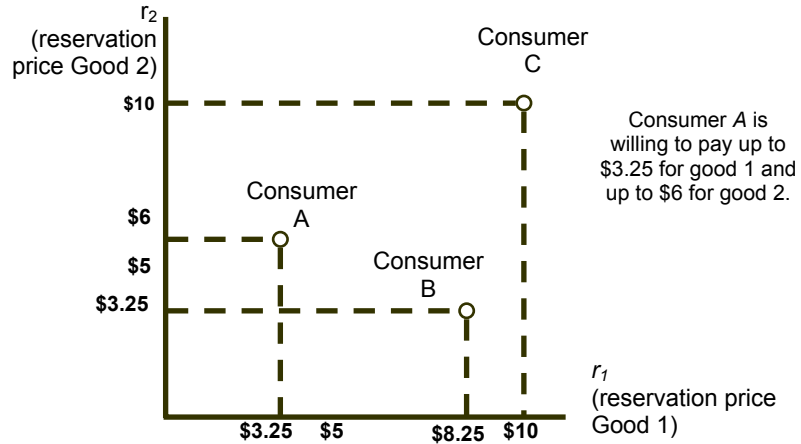 r2
(reservation
price Good 2)
Consumer
C
$10
Consumer A is
willing to pay up to
$3.25 for good 1 and
up to $6 for good 2.
Consumer
A
$6
$5
Consumer
B
$3.25
r1
(reservation price
Good 1)
$3.25
$5
$8.25
$10